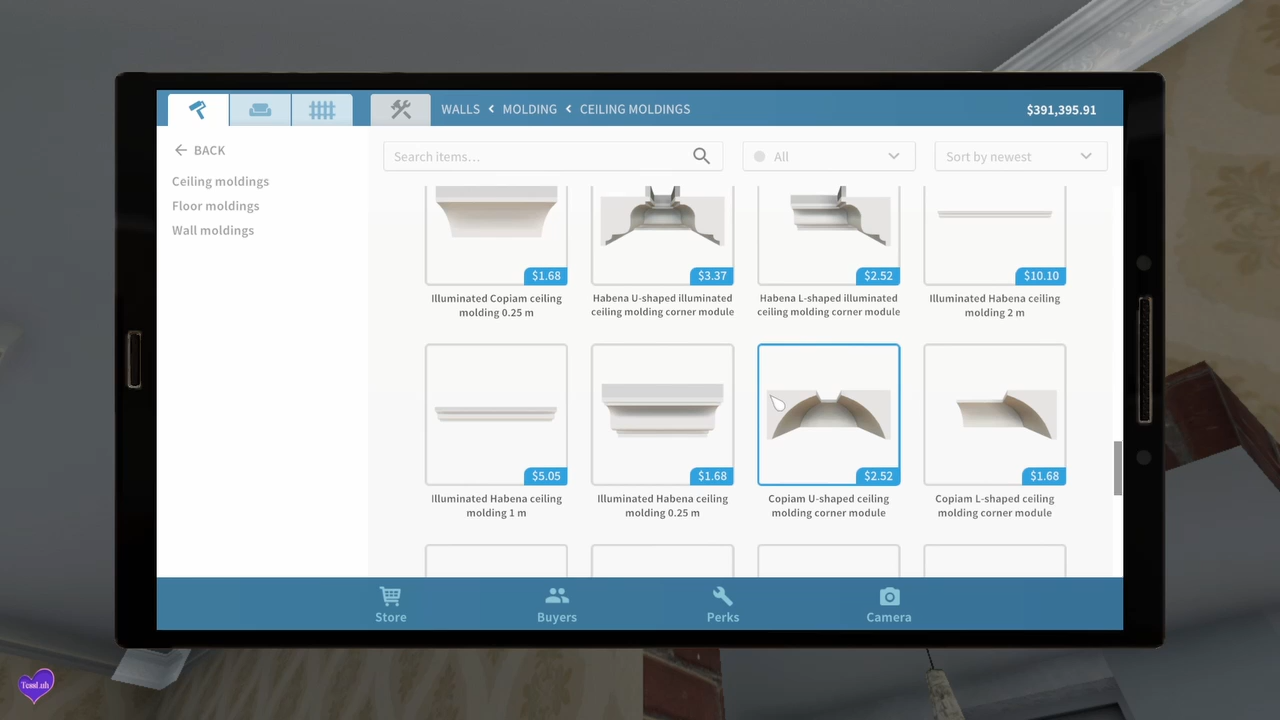 WALLS < MOLDING < CEILING MOLDINGS
$391,395.91
BACK
Search items...
All
Sort by newest
Ceiling moldings
Floor moldings
Wall moldings
$1.68
$3.37
$2.52
$10.10
Illuminated Copiam ceiling
molding 0.25 m
Habena U-shaped illuminated
ceiling molding corner module
Habena L-shaped illuminated
ceiling molding corner module
Illuminated Habena ceiling
molding 2 m
$5.05
$1.68
$2.52
$1.68
Illuminated Habena ceiling
molding 1 m
Illuminated Habena ceiling
molding 0.25 m
Copiam U-shaped ceiling
molding corner module
Copiam L-shaped ceiling
molding corner module
Store
Buyers
Perks
Camera